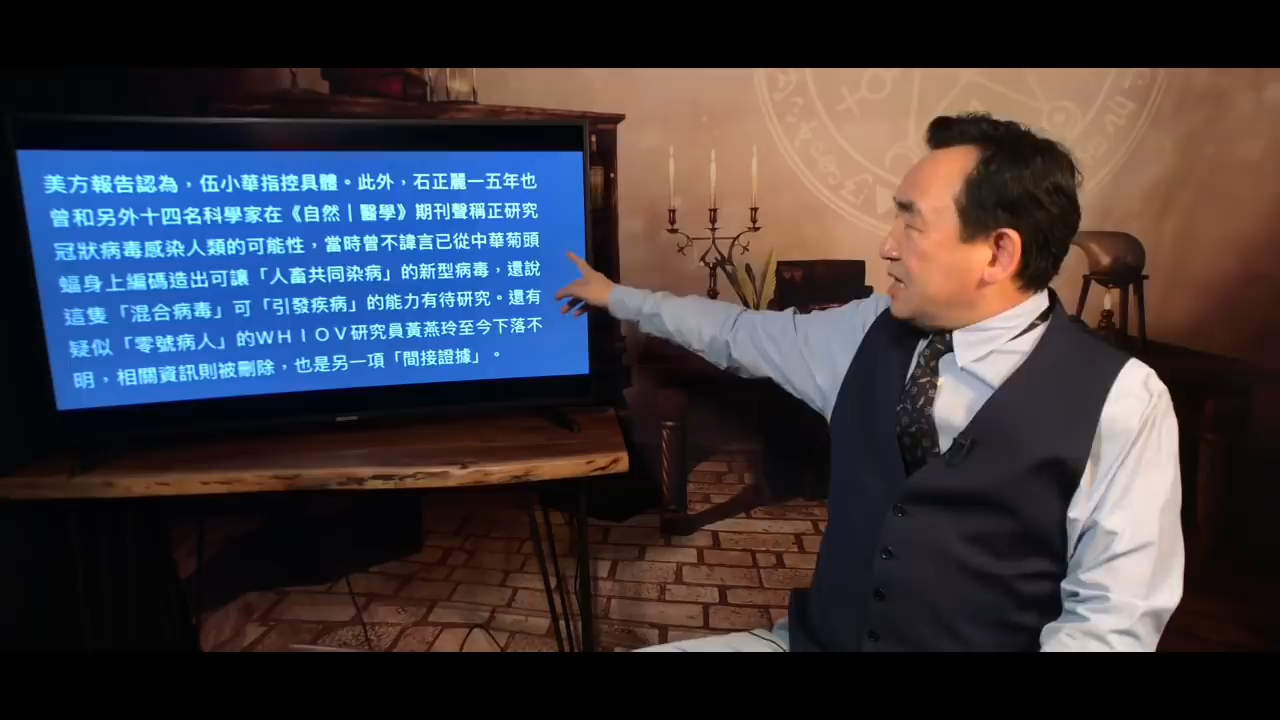 美方報告認為，伍小華指控具體。此外，石正麗一五年也
曾和另外十四名科學家在《自然｜醫學》期刊聲稱正研究
冠狀病毒感染人類的可能性，當時曾不諱言已從中華菊頭
蝠身上編碼造出可讓「人畜共同染病」的新型病毒，還說
這隻「混合病毒」可「引發疾病」的能力有待研究。還有
疑似「零號病人」的ＷＨＩＯＶ研究員黃燕玲至今下落不
明，相關資訊則被刪除，也是另一項「間接證據」。